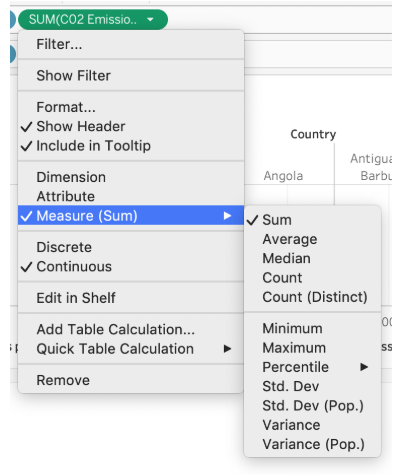 SUM(C02 Emissio..
Filter...
Show Filter
Format...
Show Header
Include in Tooltip
Dimension
Attribute
Measure (Sum)
Discrete
Continuous
Edit in Shelf
Add Table Calculation...
Quick Table Calculation
Remove
Country
Antigua
Angola
Barbu
Sum
Average
Median
Count
Count (Distinct)
Minimum
Maximum
Percentile
Std. Dev
Std. Dev (Pop.)
Variance
Variance (Pop.)